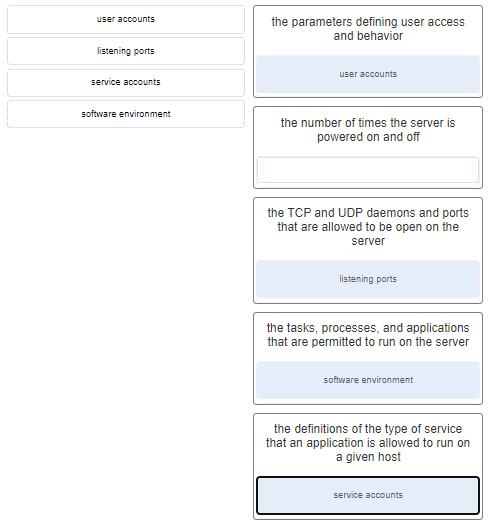 user accounts
listening ports
service accounts
software environment
the parameters defining user access
and behavior
user accounts
the number of times the server is
powered on and off
the TCP and UDP daemons and ports
that are allowed to be open on the
server
listening ports
the tasks, processes, and applications
that are permitted to run on the server
software environment
the definitions of the type of service
that an application is allowed to run on
a given host
service accounts